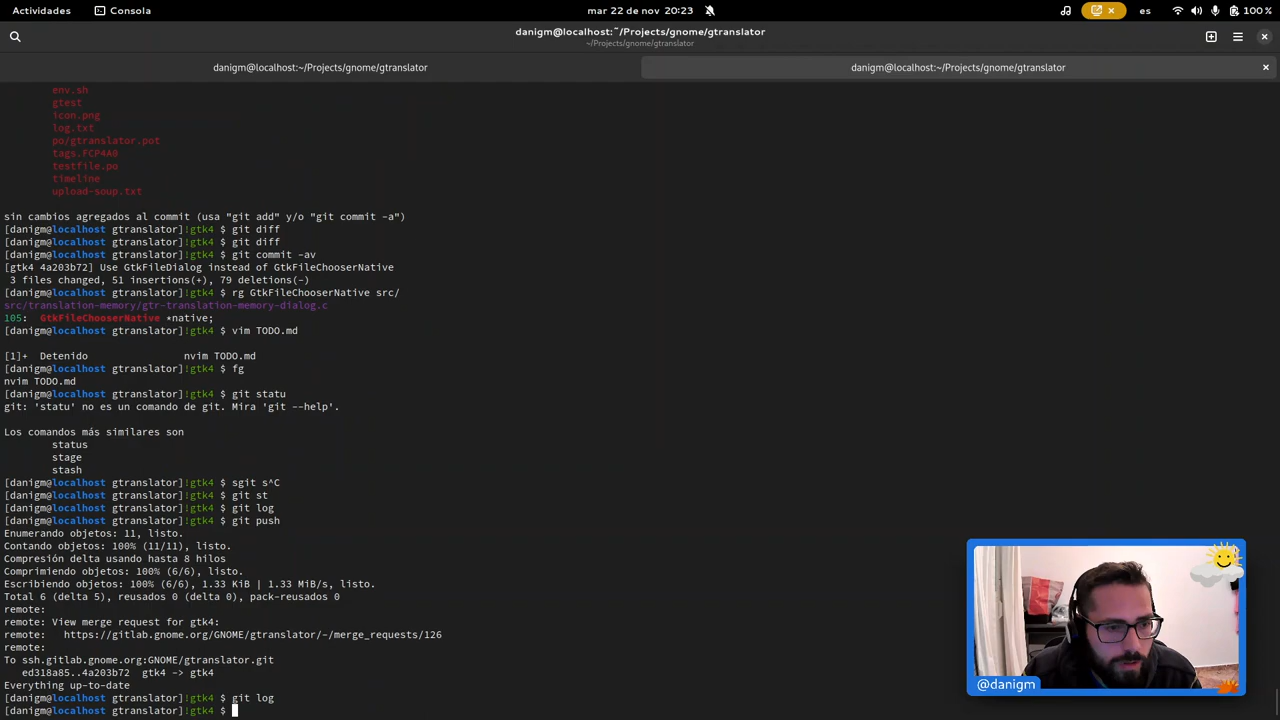 Actividades
Consola
mar 22 de nov 20:23
es
100 %
danigm@localhost:~/Projects/gnome/gtranslator
~/Projects/gnome/gtranslator
danigm@localhost:~/Projects/gnome/gtranslator
danigm@localhost:~/Projects/gnome/gtranslator
env.sh
gtest
icon.png
log.txt
po/gtranslator.pot
tags.FCP4A0
testfile.po
timeline
upload-soup.txt
sin cambios agregados al commit (usa "git add" y/o "git commit -a")
[danigm@localhost gtranslator]!gtk4 $ git diff
[danigm@localhost gtranslator]!gtk4 $ git diff
[danigm@localhost gtranslator]!gtk4 $ git commit -av
[gtk4 4a203b72] Use GtkFileDialog instead of GtkFileChooserNative
3 files changed, 51 insertions(+), 79 deletions(-)
[danigm@localhost gtranslator]!gtk4 $ rg GtkFileChooserNative src/
src/translation-memory/gtr-translation-memory-dialog.c
105: GtkFileChooserNative *native;
[danigm@localhost gtranslator]!gtk4 $ vim TODO.md
[1]+ Detenido nvim TODO.md
[danigm@localhost gtranslator]!gtk4 $ fg
nvim TODO.md
[danigm@localhost gtranslator]!gtk4 $ git statu
git: 'statu' no es un comando de git. Mira 'git --help'.
Los comandos más similares son
status
stage
stash
[danigm@localhost gtranslator]!gtk4 $ sgit s^C
[danigm@localhost gtranslator]!gtk4 $ git st
[danigm@localhost gtranslator]!gtk4 $ git log
[danigm@localhost gtranslator]!gtk4 $ git push
Enumerando objetos: 11, listo.
Contando objetos: 100% (11/11), listo.
Compresión delta usando hasta 8 hilos
Comprimiendo objetos: 100% (6/6), listo.
Escribiendo objetos: 100% (6/6), 1.33 KiB | 1.33 MiB/s, listo.
Total 6 (delta 5), reusados 0 (delta 0), pack-reusados 0
remote:
remote: View merge request for gtk4:
remote: https://gitlab.gnome.org/GNOME/gtranslator/-/merge_requests/126
remote:
To ssh.gitlab.gnome.org:GNOME/gtranslator.git
ed318a85..4a203b72 gtk4 -> gtk4
Everything up-to-date
[danigm@localhost gtranslator]!gtk4 $ git log
[danigm@localhost gtranslator]!gtk4 $
@danigm